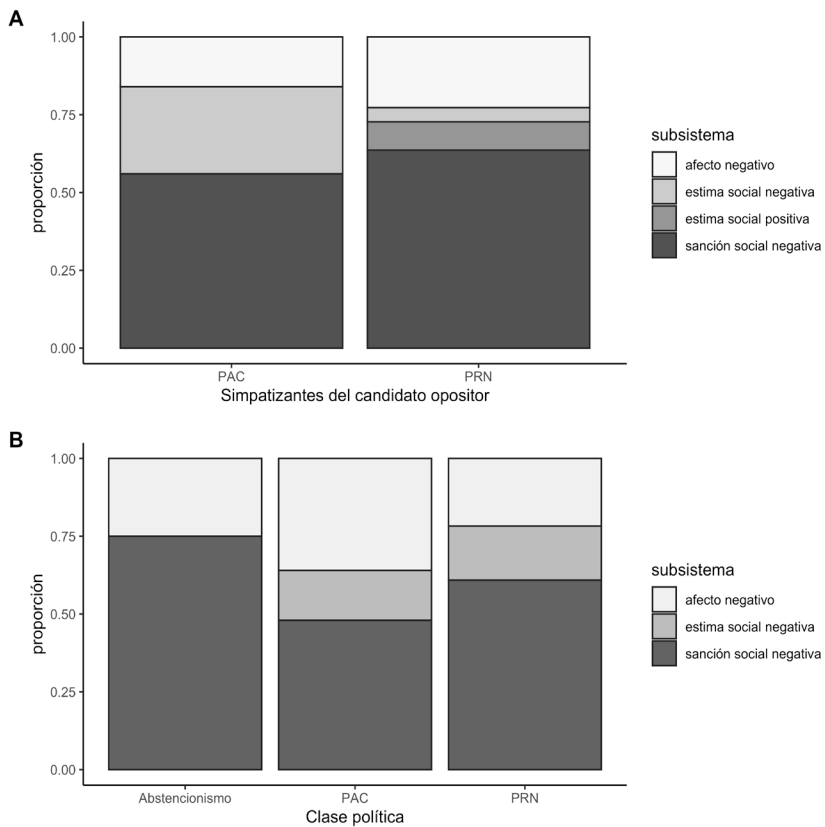 A
1.00
0.75
0.50
0.25
0.00
proporción
PAC
PRN
Simpatizantes del candidato opositor
subsistema
afecto negativo
estima social negativa
estima social positiva
sanción social negativa
B
1.00
0.75
0.50
0.25
0.00
proporción
Abstencionismo
PAC
PRN
Clase política
subsistema
afecto negativo
estima social negativa
sanción social negativa